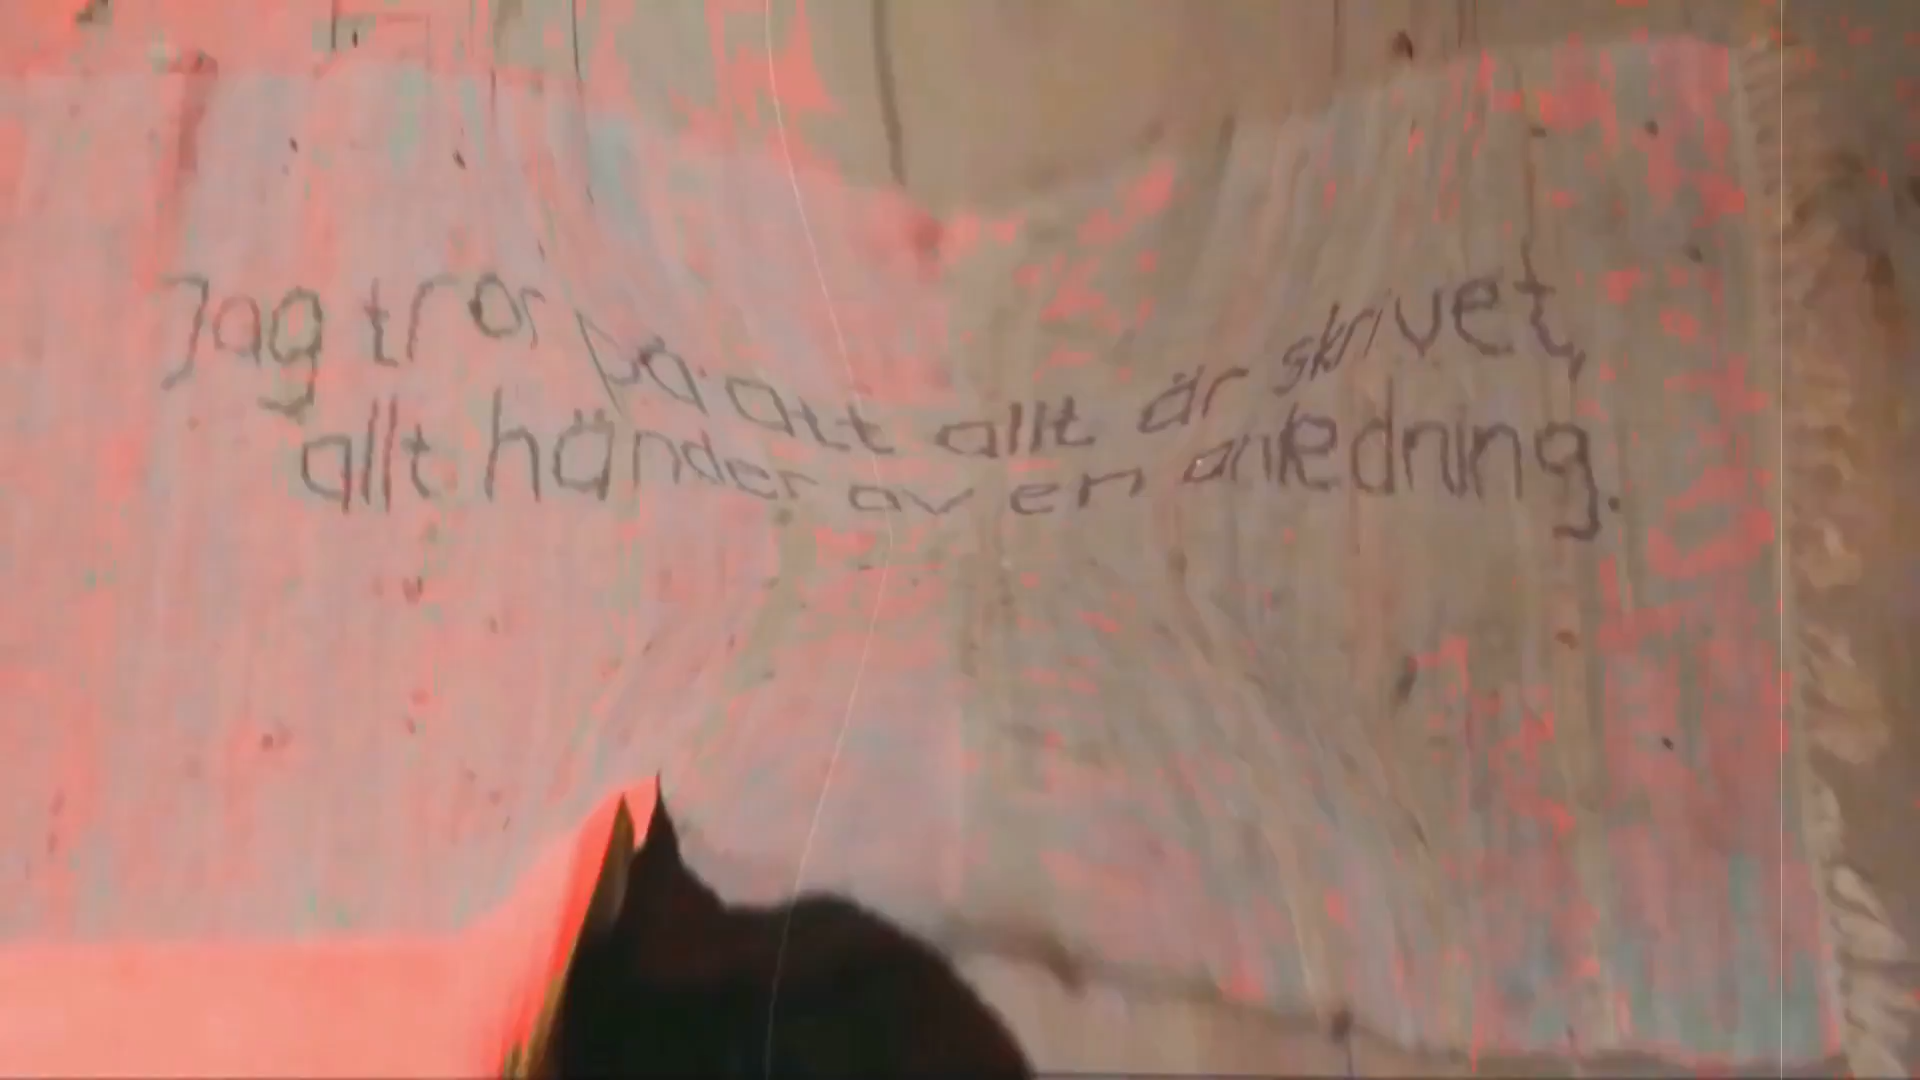 Jag tror på att allt är skrivet,
allt händer av en anledning.